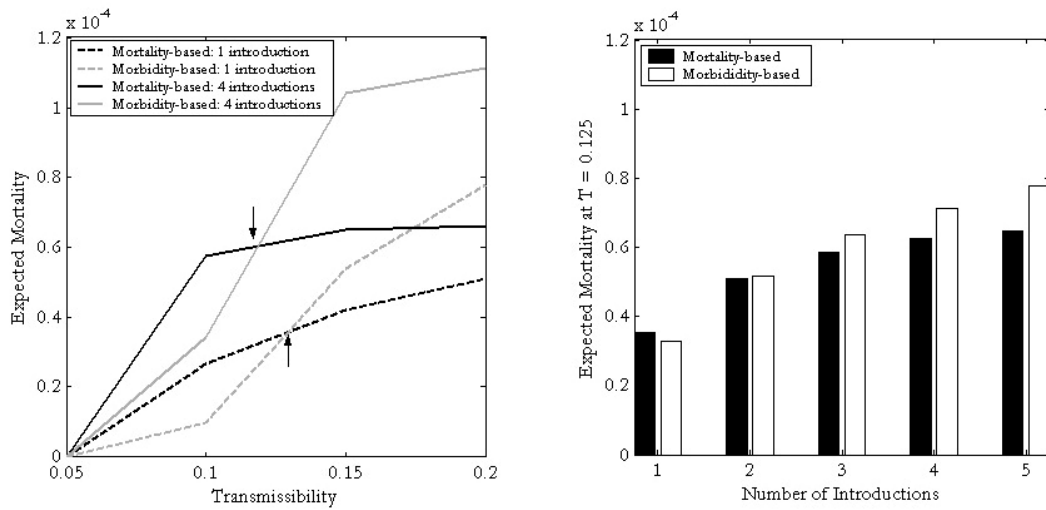 x 10-4
1.2
1
0.8
0.6
0.4
0.2
0
Expected Mortality
Mortality-based: 1 introduction
Morbidity-based: 1 introduction
Mortality-based: 4 introductions
Morbidity-based: 4 introductions
0.05
0.1
0.15
0.2
Transmissibility
x 10-4
1.2
1
0.8
0.6
0.4
0.2
0
Expected Mortality at T = 0.125
Mortality-based
Morbididity-based
1
2
3
4
5
Number of Introductions